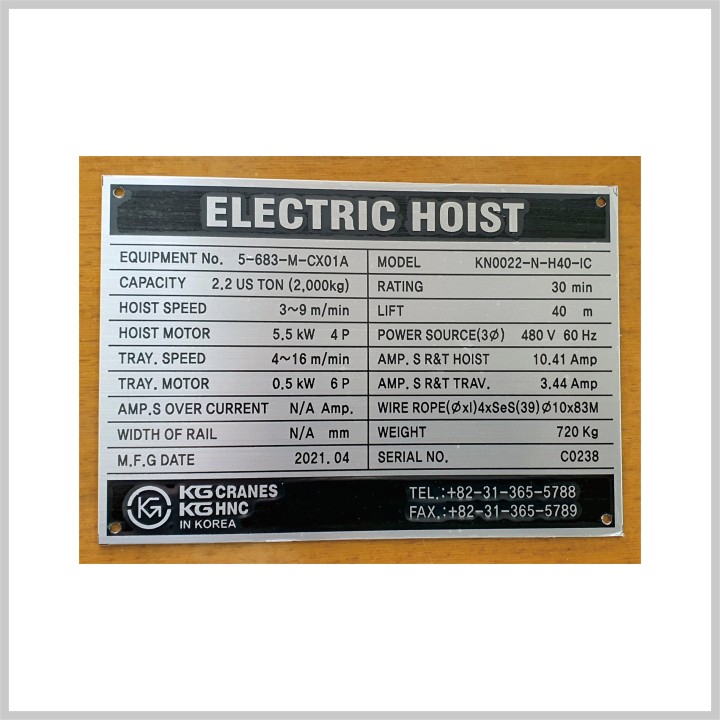 ELECTRIC HOIST
EQUIPMENT No. 5-683-M-CX01A
CAPACITY 2.2 US TON (2,000kg)
HOIST SPEED 3~9 m/min
HOIST MOTOR 5.5 kW 4 P
TRAY. SPEED 4~16 m/min
TRAY. MOTOR 0.5 kW 6 P
AMP.S OVER CURRENT N/A Amp.
WIDTH OF RAIL N/A mm
M.F.G DATE 2021.04
MODEL KN0022-N-H40-IC
RATING 30 min
LIFT 40 m
POWER SOURCE(3Ø) 480 V 60 Hz
AMP. S R&T HOIST 10.41 Amp
AMP. S R&T TRAV. 3.44 Amp
WIRE ROPE(Øxl)4xSeS(39)Ø10x83M
WEIGHT 720 Kg
SERIAL NO. C0238
KG CRANES
KG HNC
IN KOREA
TEL.:+82-31-365-5788
FAX.:+82-31-365-5789